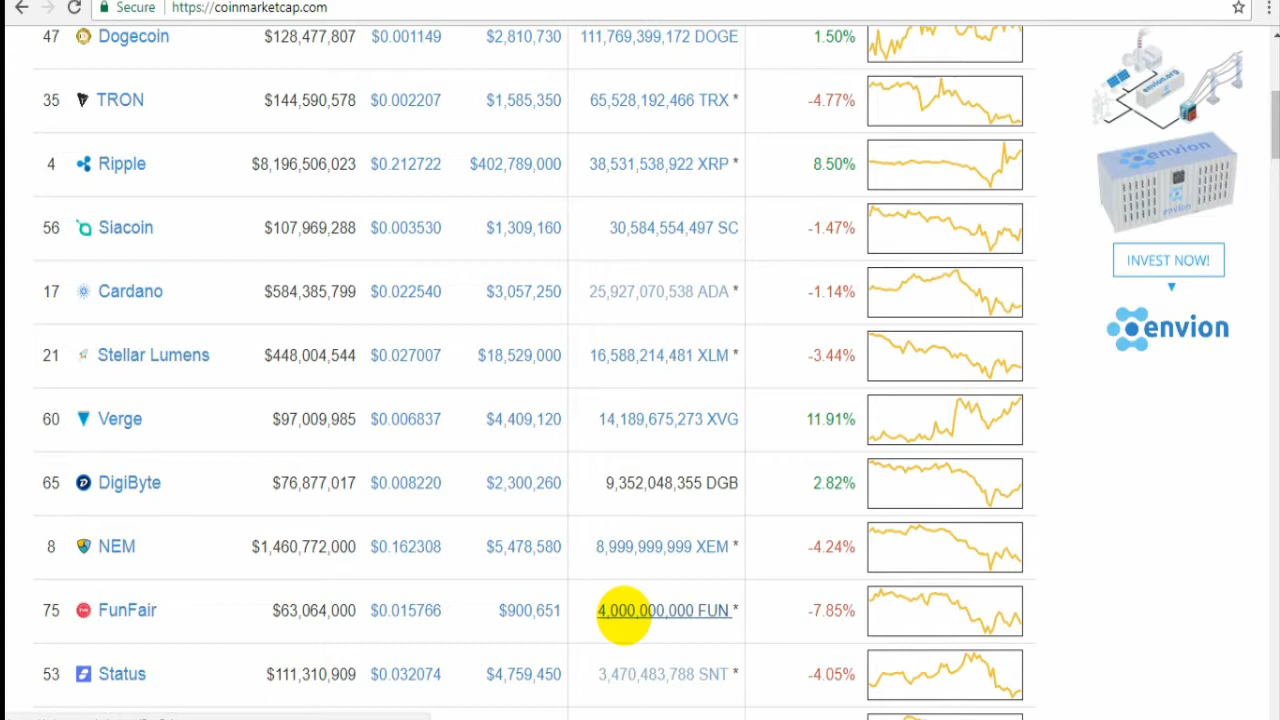 Secure https://coinmarketcap.com
47 Dogecoin $128,477,807 $0.001149 $2,810,730 111,769,399,172 DOGE 1.50%
35 TRON $144,590,578 $0.002207 $1,585,350 65,528,192,466 TRX * -4.77%
4 Ripple $8,196,506,023 $0.212722 $402,789,000 38,531,538,922 XRP * 8.50%
56 Siacoin $107,969,288 $0.003530 $1,309,160 30,584,554,497 SC -1.47%
17 Cardano $584,385,799 $0.022540 $3,057,250 25,927,070,538 ADA * -1.14%
21 Stellar Lumens $448,004,544 $0.027007 $18,529,000 16,588,214,481 XLM * -3.44%
60 Verge $97,009,985 $0.006837 $4,409,120 14,189,675,273 XVG 11.91%
65 DigiByte $76,877,017 $0.008220 $2,300,260 9,352,048,355 DGB 2.82%
8 NEM $1,460,772,000 $0.162308 $5,478,580 8,999,999,999 XEM * -4.24%
75 FunFair $63,064,000 $0.015766 $900,651 4,000,000,000 FUN * -7.85%
53 Status $111,310,909 $0.032074 $4,759,450 3,470,483,788 SNT * -4.05%
envion.org
envion
envion
INVEST NOW!
envion